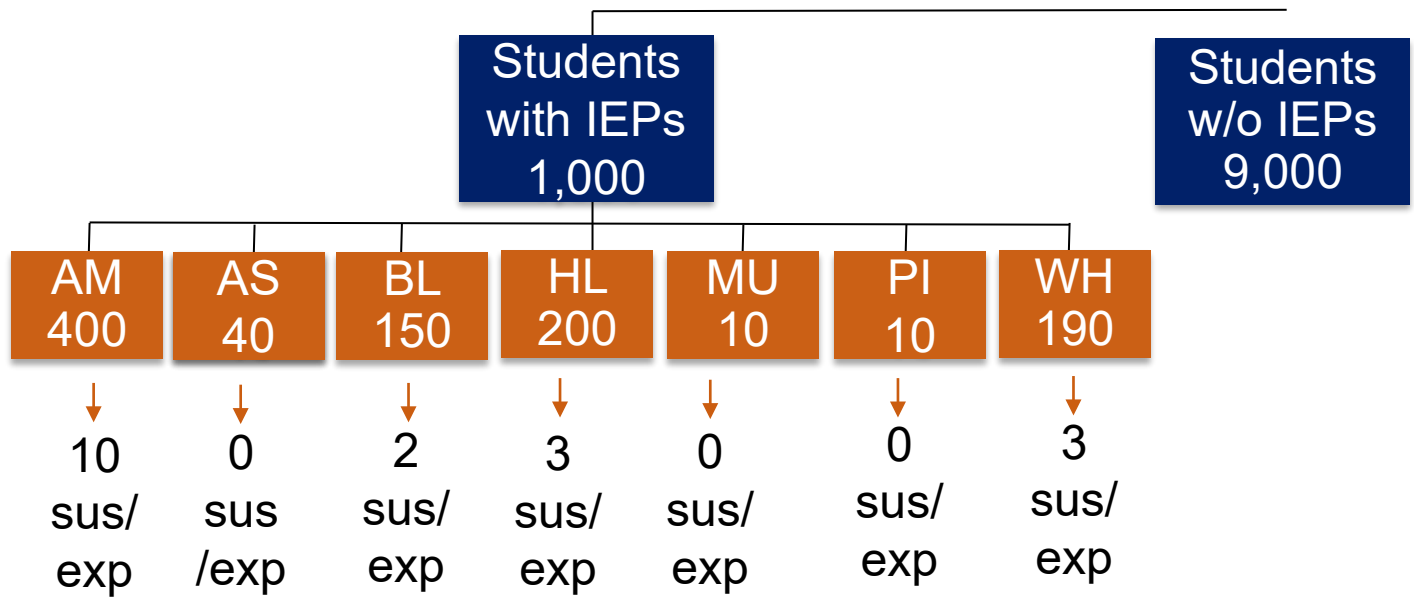 Students
with IEPs
1,000
Students
w/o IEPs
9,000
AM
400
AS
40
BL
150
HL
200
MU
10
PI
10
WH
190
10
sus/
exp
0
sus
/exp
2
sus/
exp
3
sus/
exp
0
sus/
exp
0
sus/
exp
3
sus/
exp